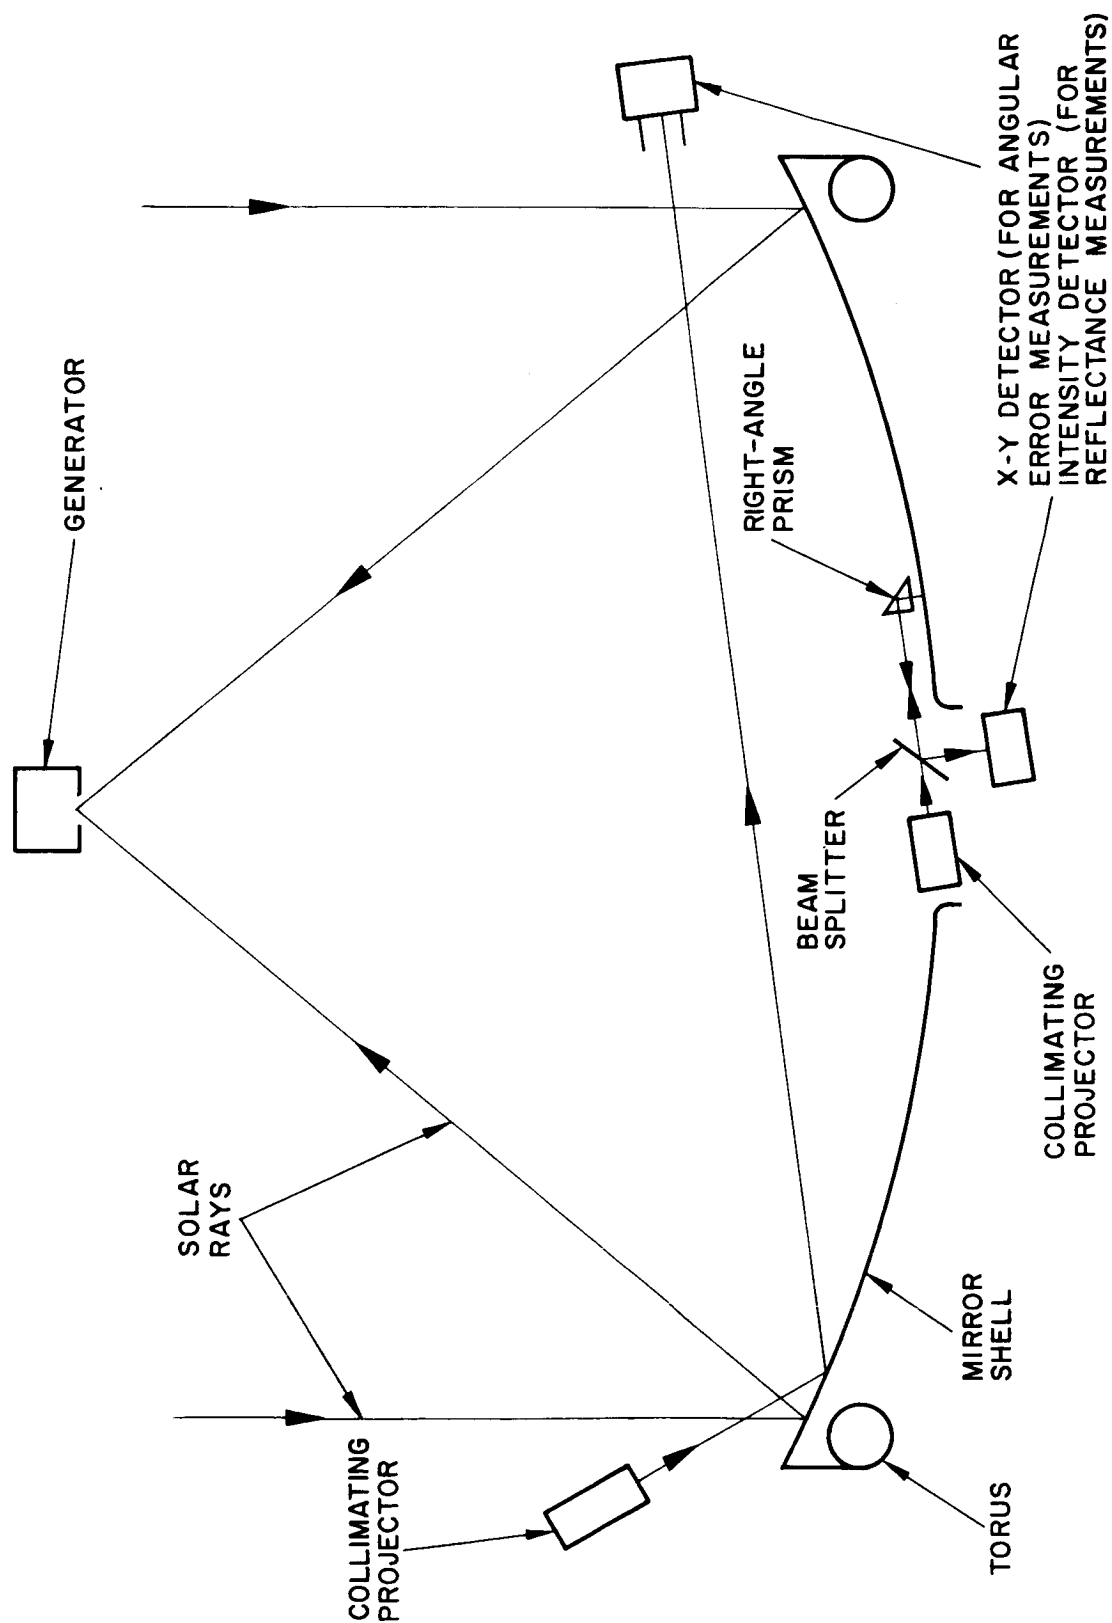 GENERATOR
SOLAR
RAYS
COLLIMATING
PROJECTOR
RIGHT-ANGLE
PRISM
BEAM
SPLITTER
X-Y DETECTOR (FOR ANGULAR
ERROR MEASUREMENTS)
INTENSITY DETECTOR (FOR
REFLECTANCE MEASUREMENTS)
MIRROR
SHELL
COLLIMATING
PROJECTOR
TORUS